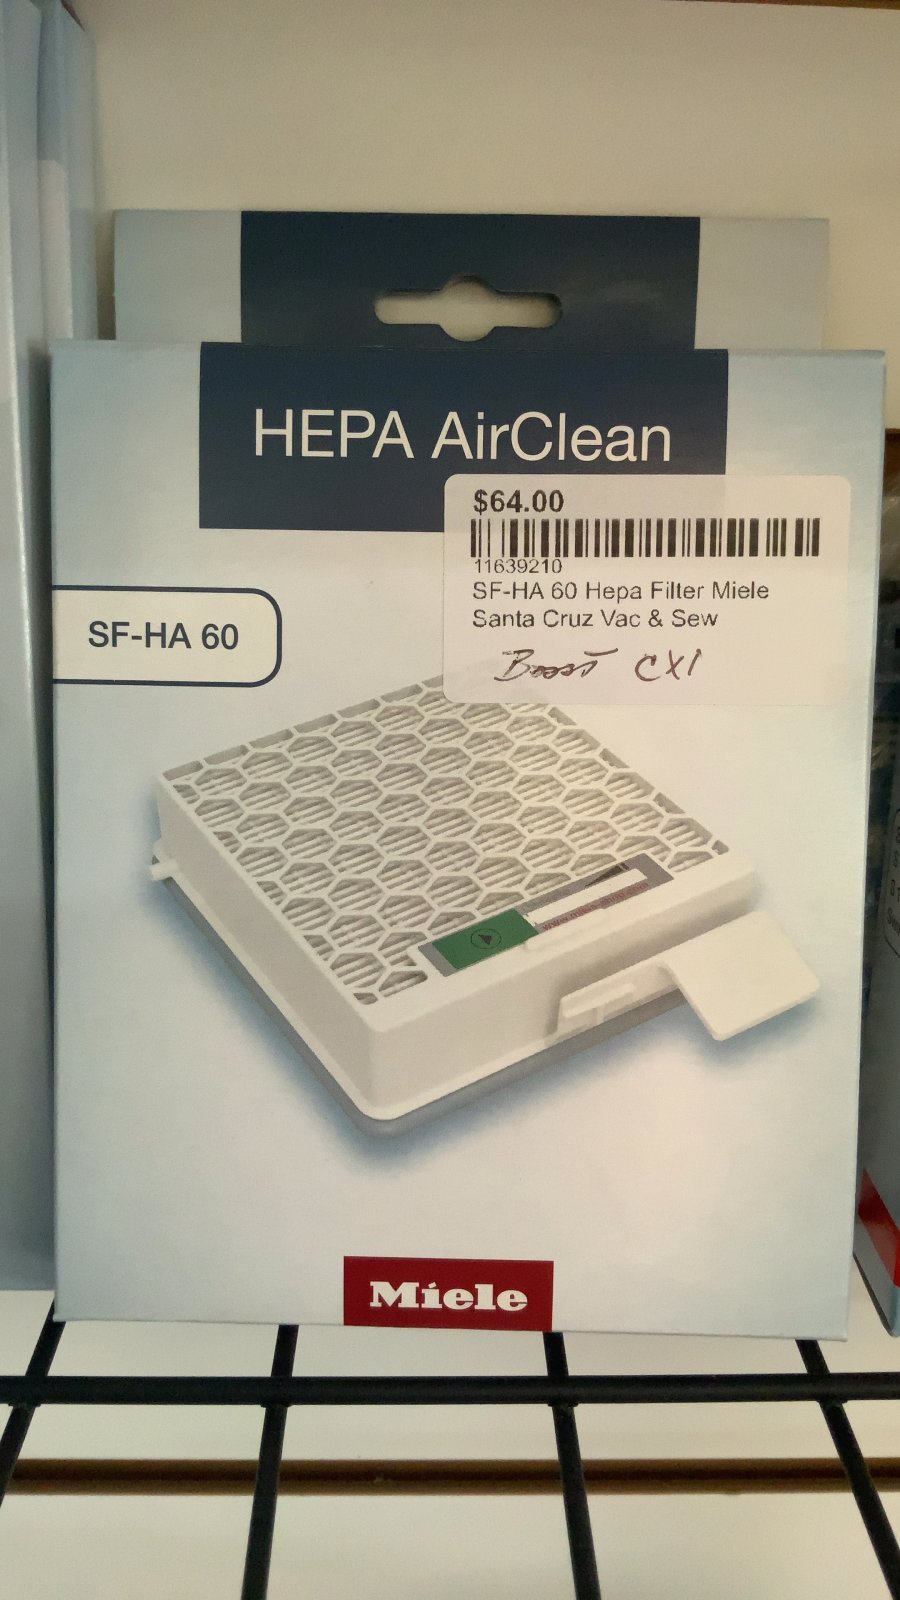 HEPA AirClean
$64.00
11639210
SF-HA 60 Hepa Filter Miele
Santa Cruz Vac & Sew
Boost CX1
SF-HA 60
Miele